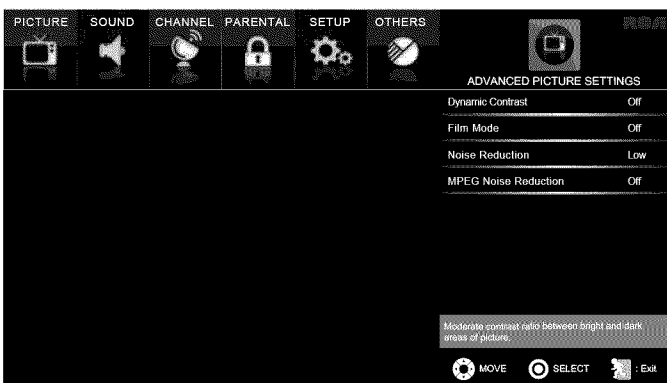 PICTURE SOUND CHANNEL PARENTAL SETUP OTHERS
RCA
ADVANCED PICTURE SETTINGS
Dynamic Contrast Off
Film Mode Off
Noise Reduction Low
MPEG Noise Reduction Off
Moderate contrast ratio between bright and dark
areas of picture.
MOVE SELECT : Exit